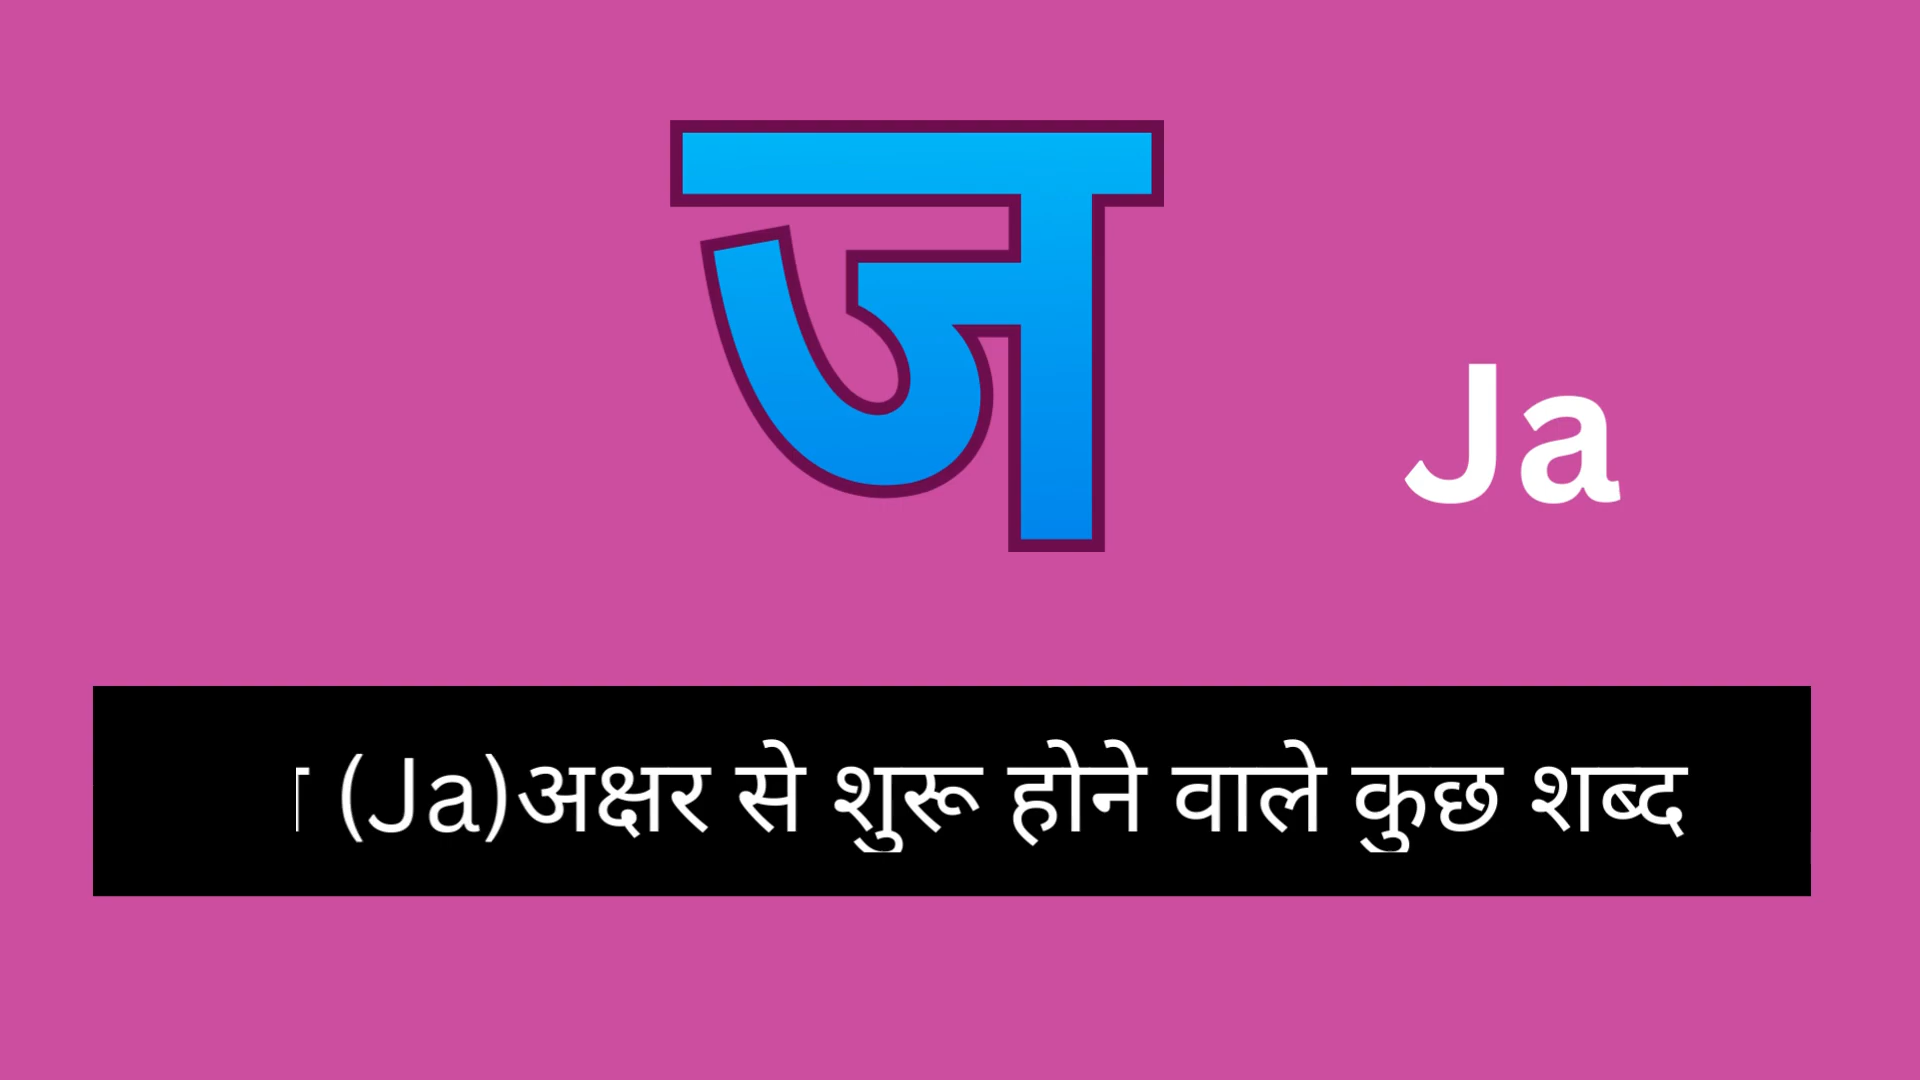 ज
Ja
(Ja)अक्षर से शुरू होने वाले कुछ शब्द